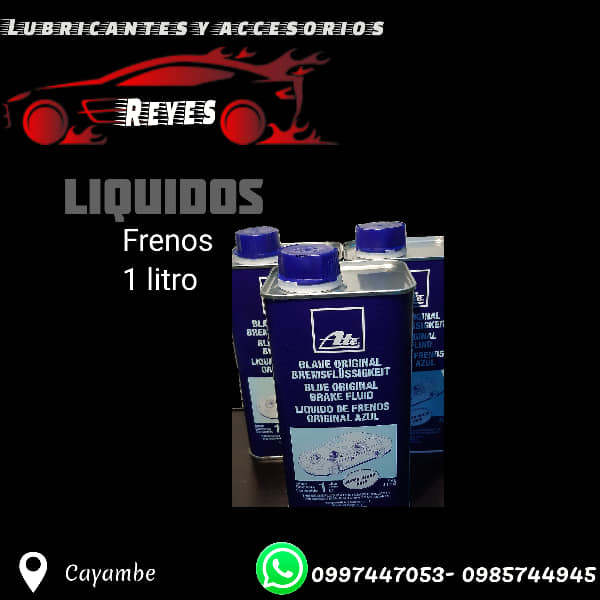 LUBRICANTES Y ACCESORIOS
REYES
LIQUIDOS
Frenos
1 litro
Ate
BLAUE ORIGINAL
BREMSFLÜSSIGKEIT
BLUE ORIGINAL
BRAKE FLUID
LIQUIDO DE FRENOS
ORIGINAL AZUL
1
Cayambe
0997447053- 0985744945